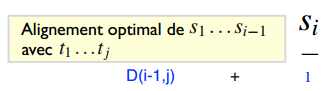 Alignement optimal de s₁ … sᵢ₋₁ sᵢ
avec t₁ … tⱼ —
D(i-1,j) + 1